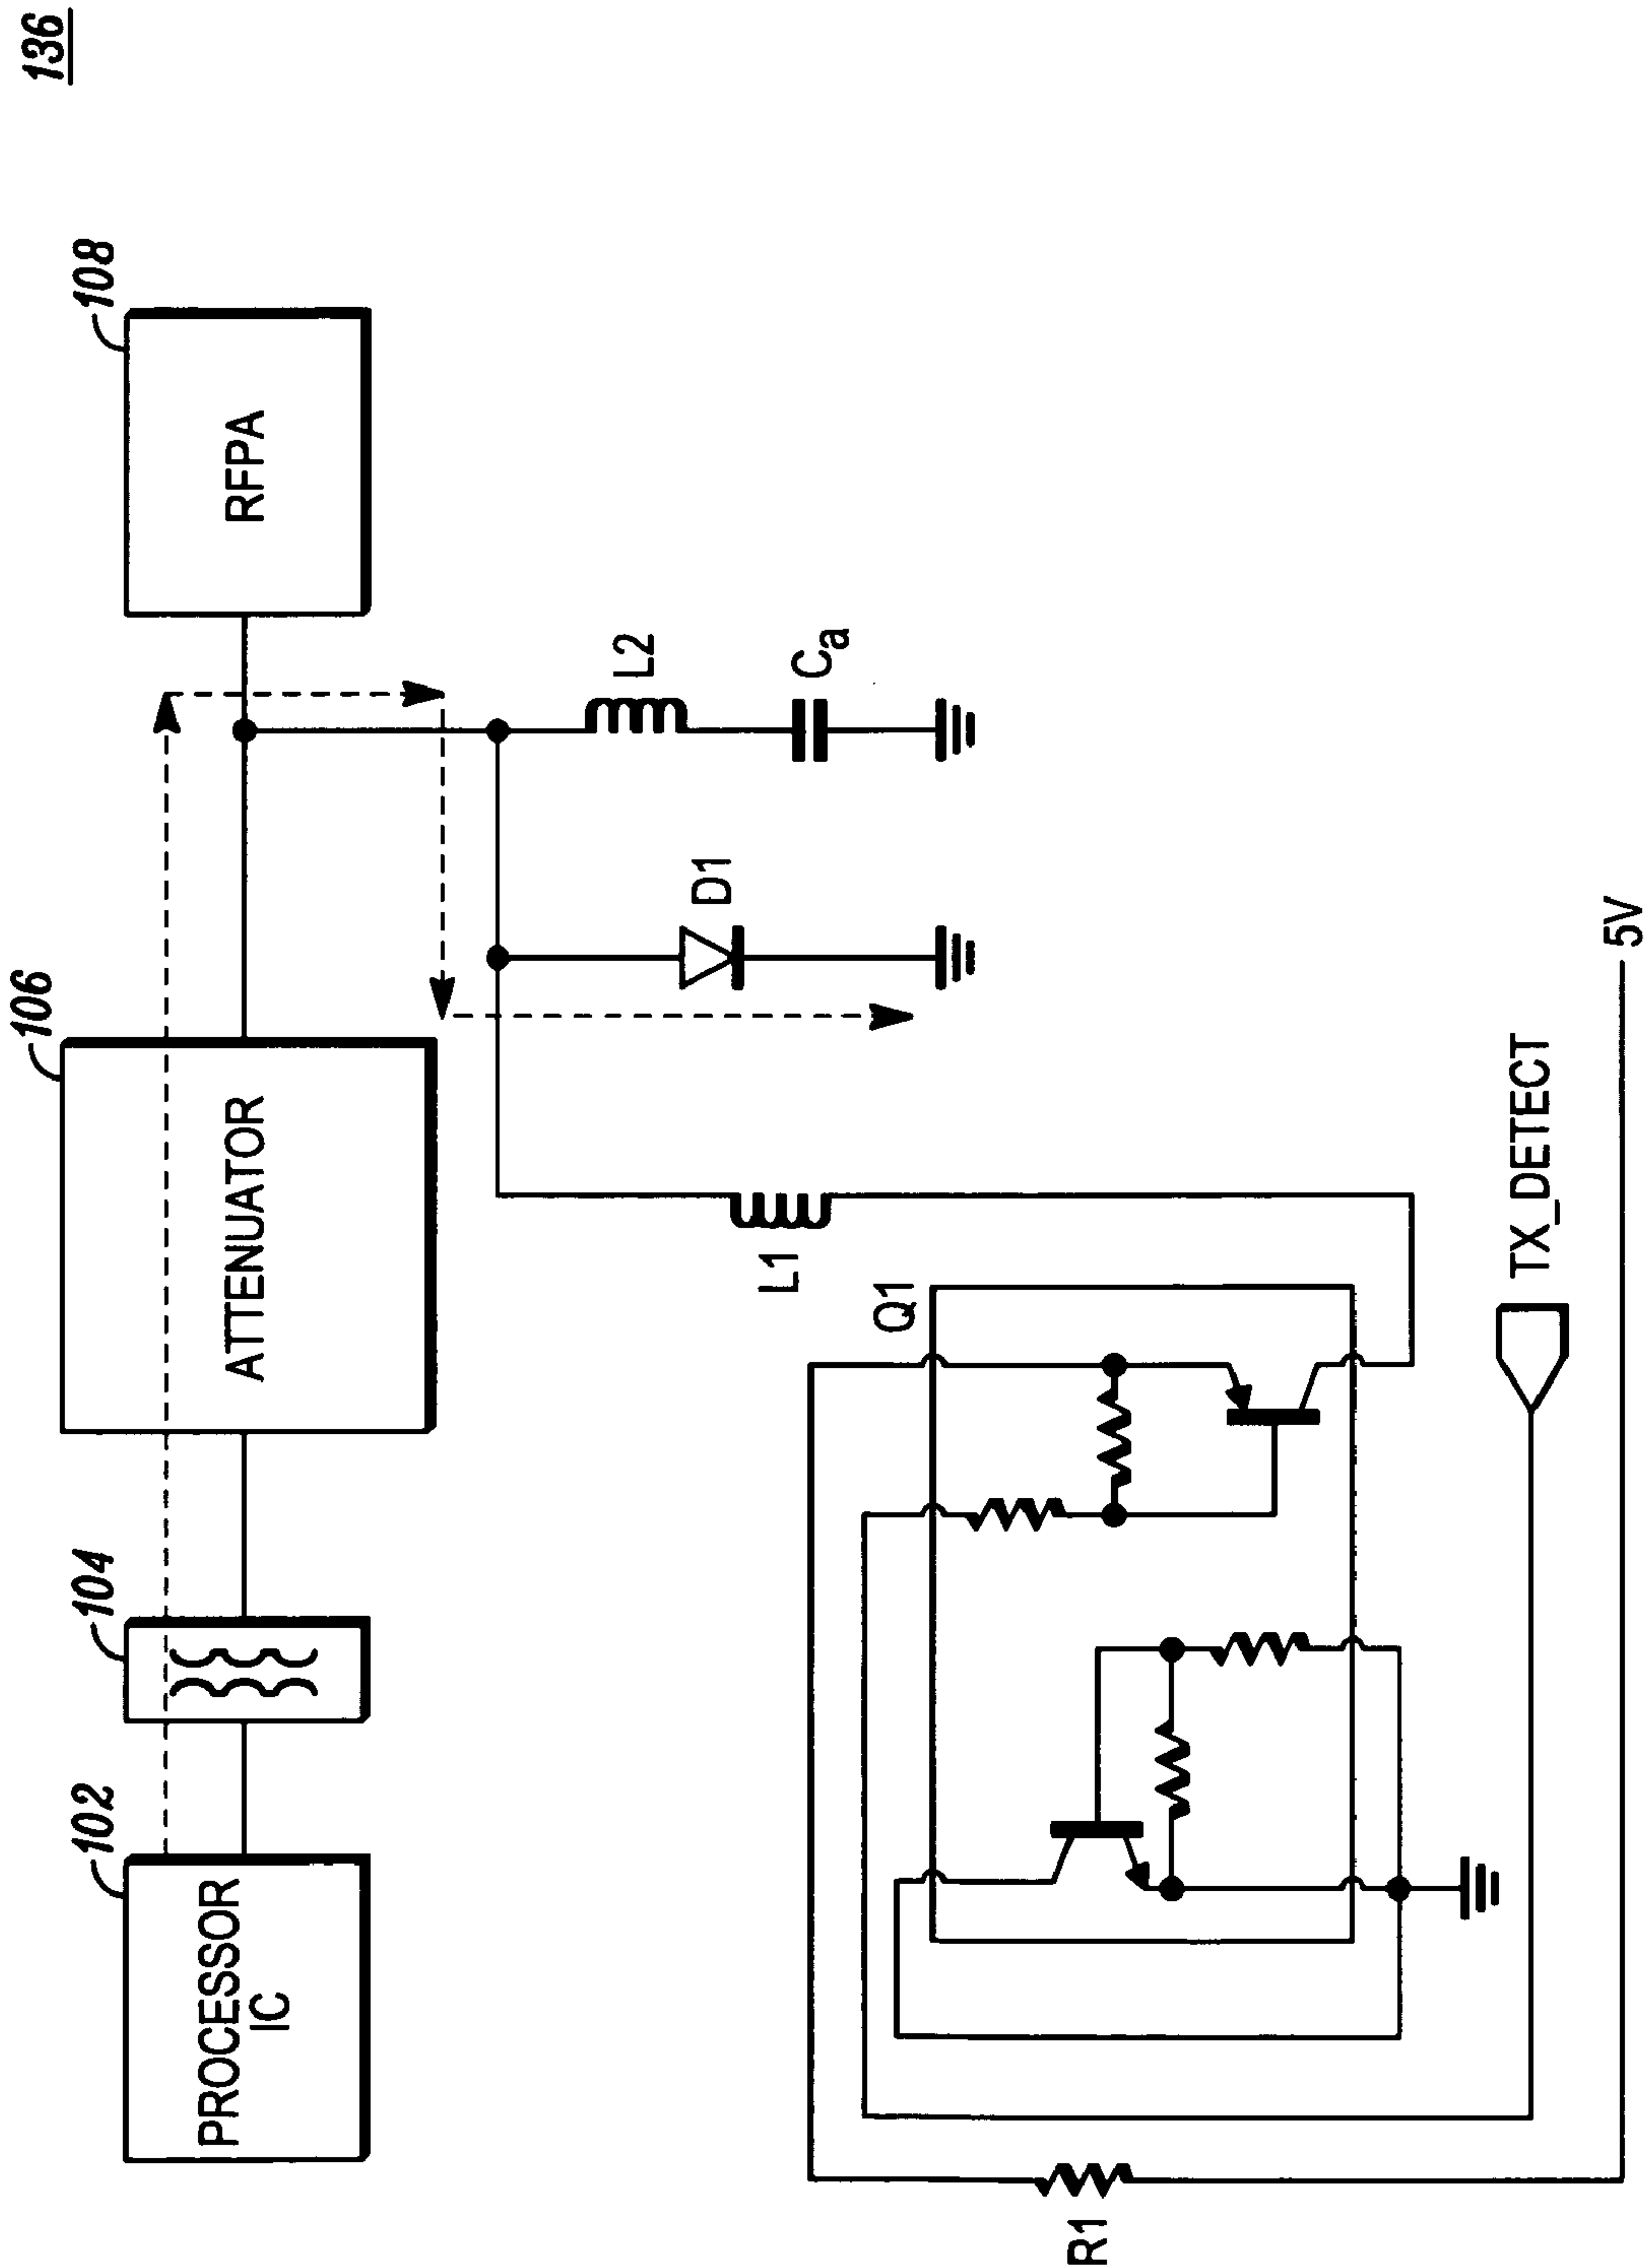 136
102
PROCESSOR
IC
104
106
ATTENUATOR
108
RFPA
L2
Ca
D1
L1
Q1
R1
TX_DETECT
5V